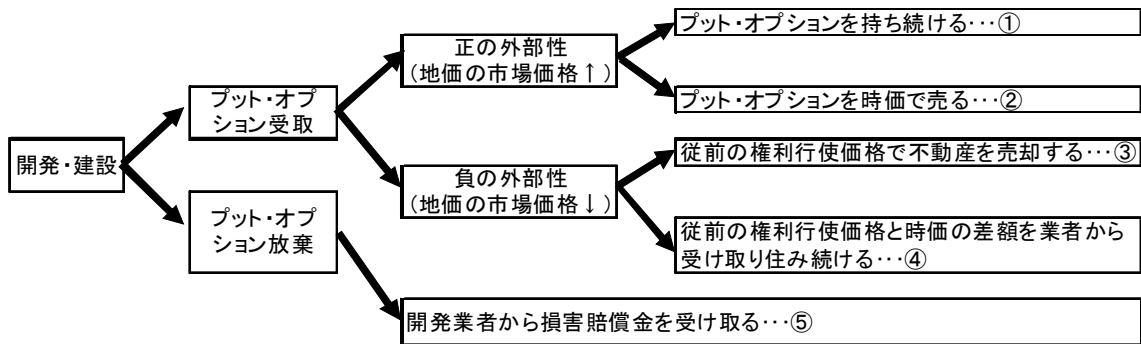 開発・建設
プット・オプ
ション受取
プット・オプ
ション放棄
正の外部性
(地価の市場価格↑)
負の外部性
(地価の市場価格↓)
プット・オプションを持ち続ける･･･①
プット・オプションを時価で売る･･･②
従前の権利行使価格で不動産を売却する･･･③
従前の権利行使価格と時価の差額を業者から
受け取り住み続ける･･･④
開発業者から損害賠償金を受け取る･･･⑤